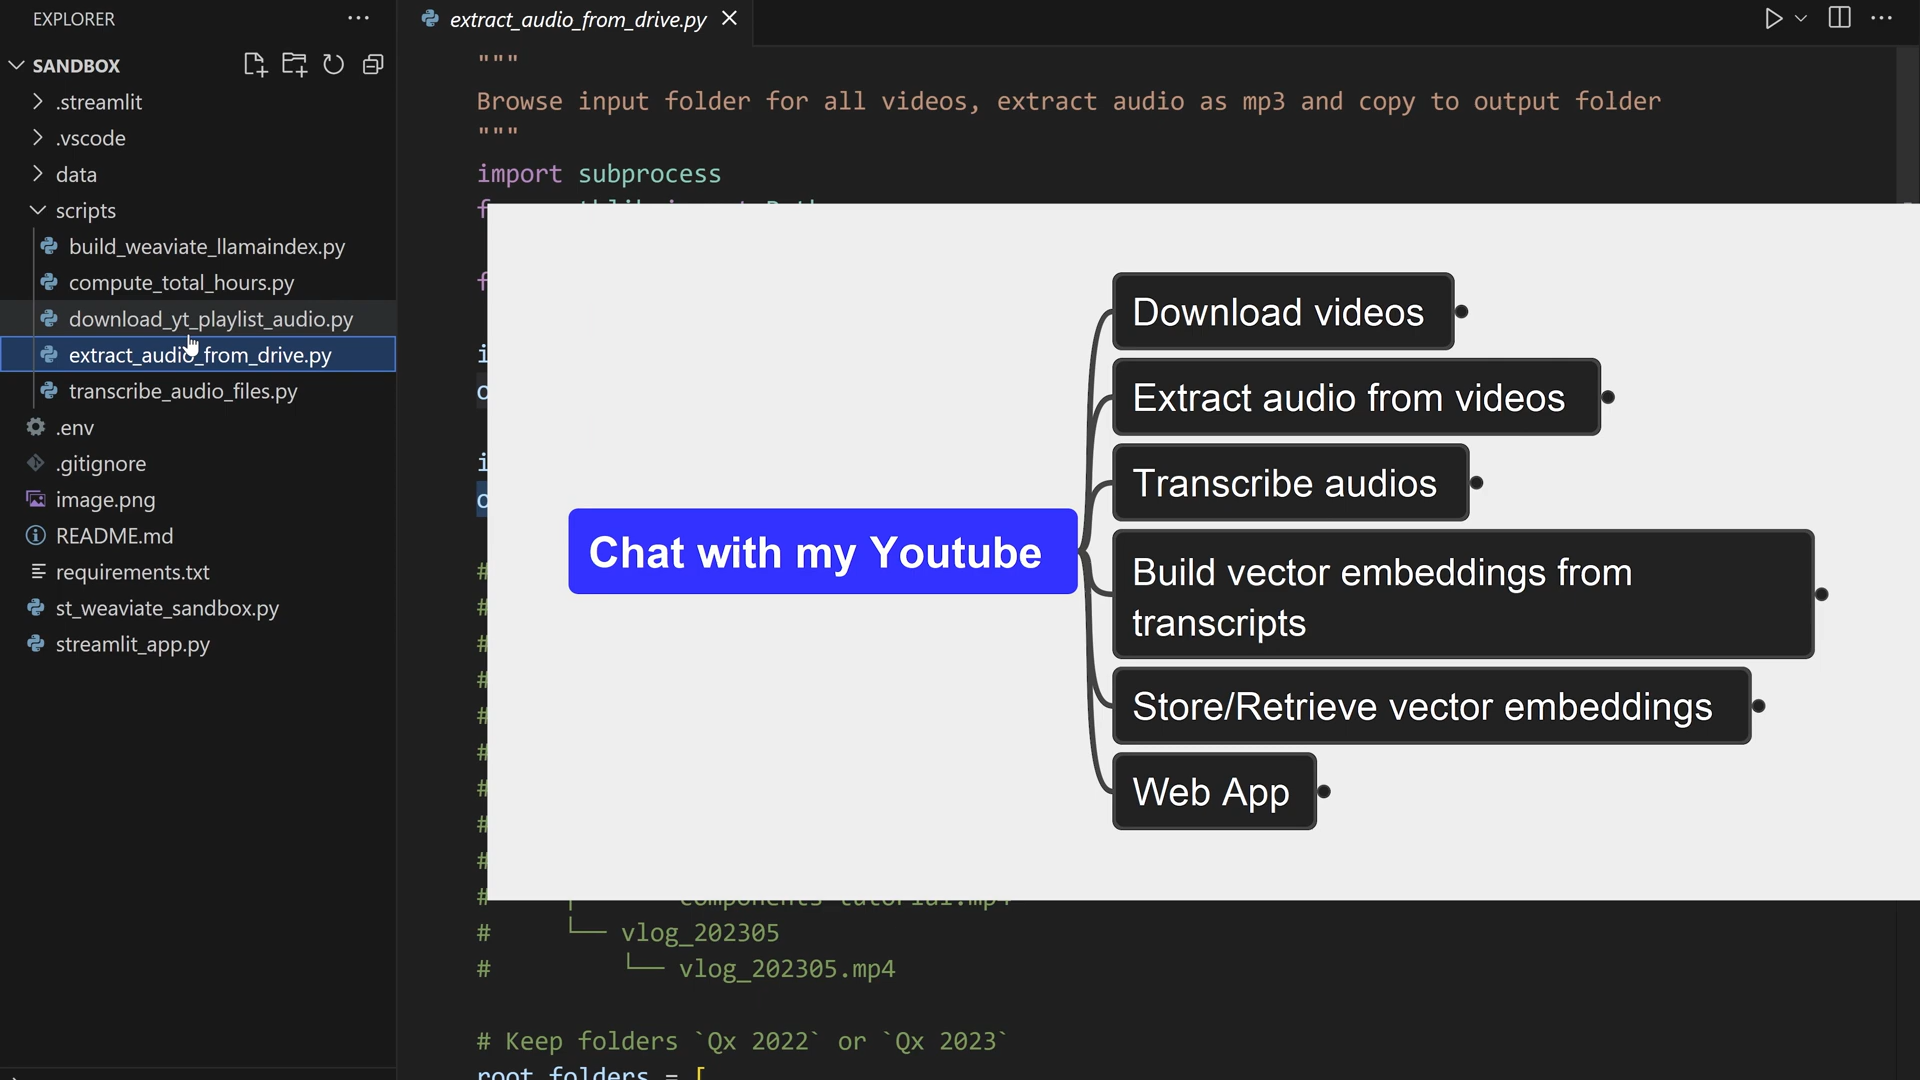 EXPLORER
SANDBOX
.streamlit
.vscode
data
scripts
build_weaviate_llamaindex.py
compute_total_hours.py
download_yt_playlist_audio.py
extract_audio_from_drive.py
transcribe_audio_files.py
.env
.gitignore
image.png
README.md
requirements.txt
st_weaviate_sandbox.py
streamlit_app.py
extract_audio_from_drive.py
"""
Browse input folder for all videos, extract audio as mp3 and copy to output folder
"""
import subprocess
Chat with my Youtube
Download videos
Extract audio from videos
Transcribe audios
Build vector embeddings from
transcripts
Store/Retrieve vector embeddings
Web App
#
#
#
#
#
#
#
#
#
#
# └── vlog_202305
# └── vlog_202305.mp4
# Keep folders `Qx 2022` or `Qx 2023`
root_folders = [